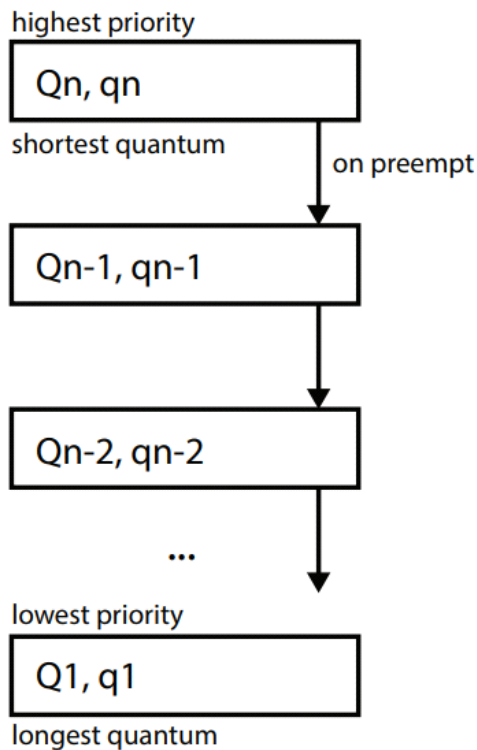 highest priority
Qn, qn
shortest quantum
on preempt
Qn-1, qn-1
Qn-2, qn-2
...
lowest priority
Q1, q1
longest quantum